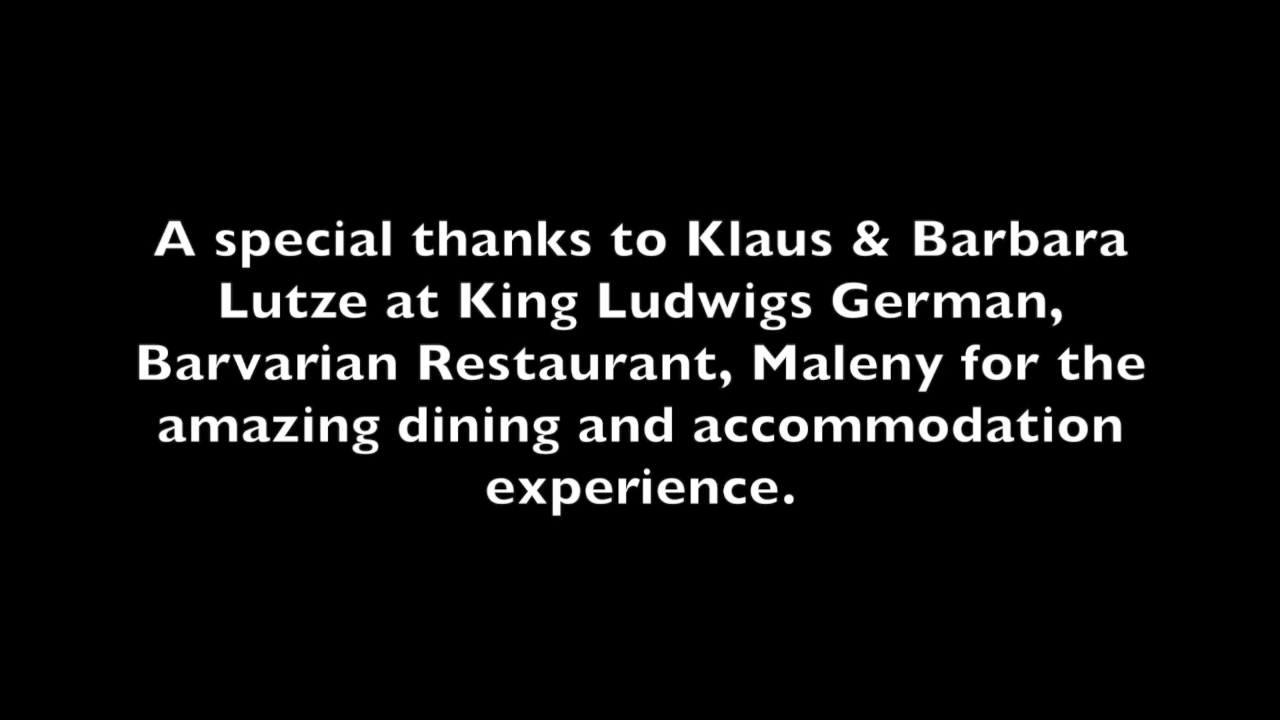 A special thanks to Klaus & Barbara
Lutze at King Ludwigs German,
Barvarian Restaurant, Maleny for the
amazing dining and accommodation
experience.